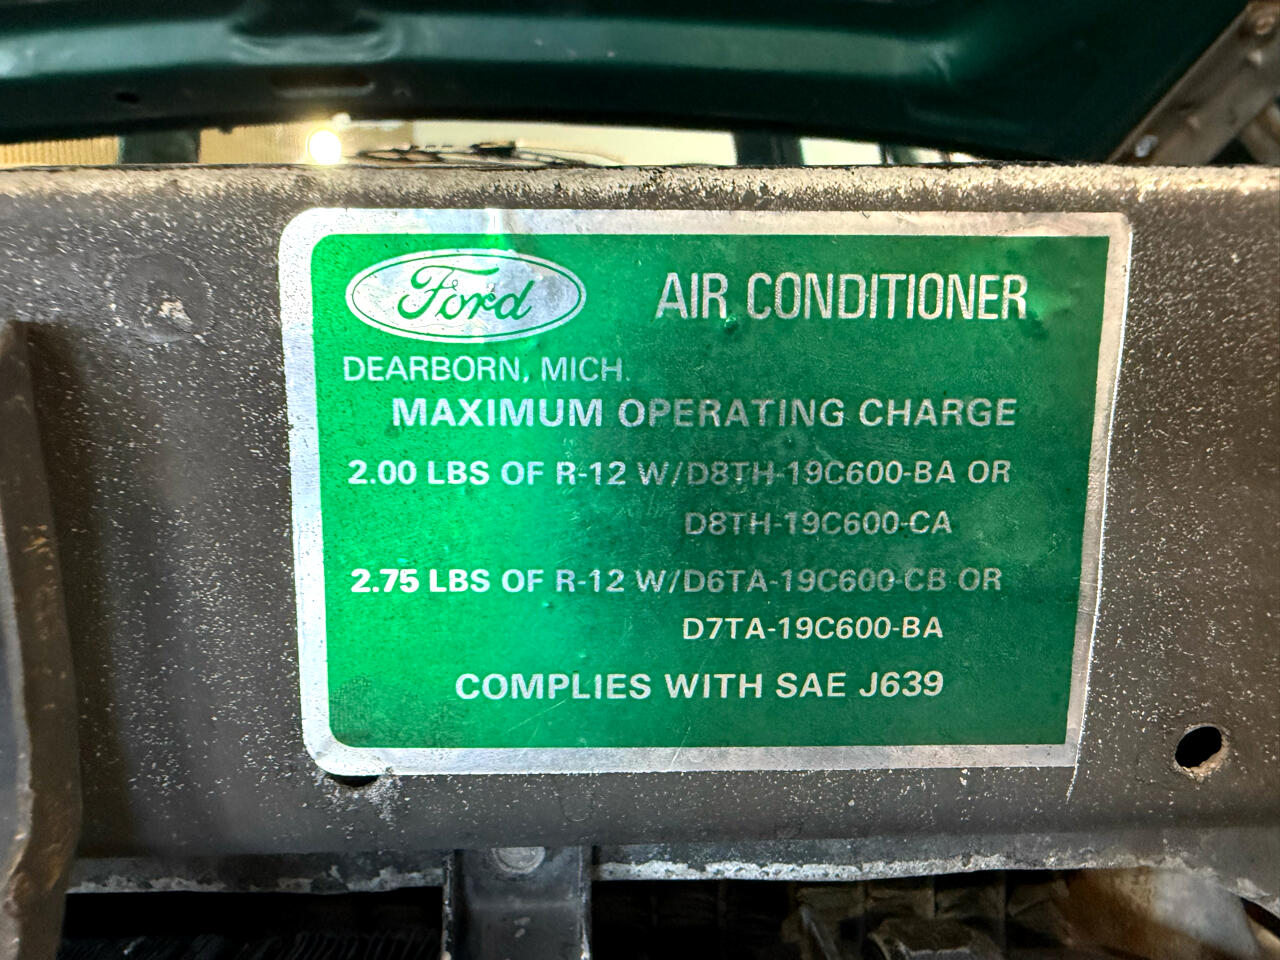 Ford AIR CONDITIONER
DEARBORN, MICH.
MAXIMUM OPERATING CHARGE
2.00 LBS OF R-12 W/D8TH-19C600-BA OR
D8TH-19C600-CA
2.75 LBS OF R-12 W/D6TA-19C600-CB OR
D7TA-19C600-BA
COMPLIES WITH SAE J639